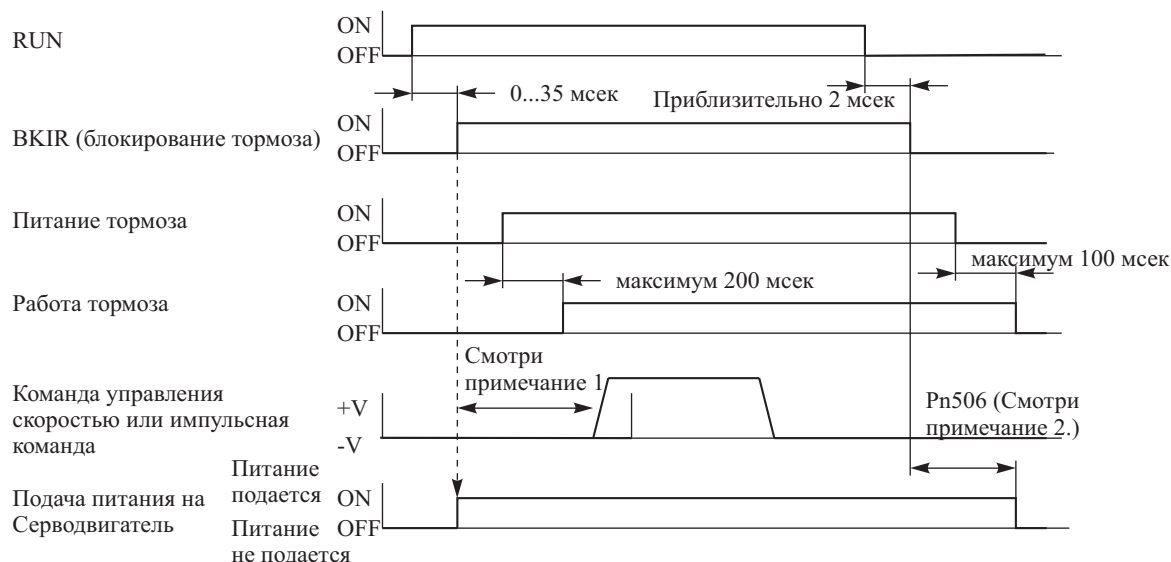 RUN
ON
OFF
0...35 мсек
Приблизительно 2 мсек
BKIR (блокирование тормоза)
ON
OFF
Питание тормоза
ON
OFF
максимум 200 мсек
максимум 100 мсек
Работа тормоза
ON
OFF
Смотри
примечание 1
Команда управления
скоростью или импульсная
команда
+V
-V
Pn506 (Смотри
примечание 2.)
Подача питания на
Серводвигатель
Питание
подается
ON
Питание
не подается
OFF